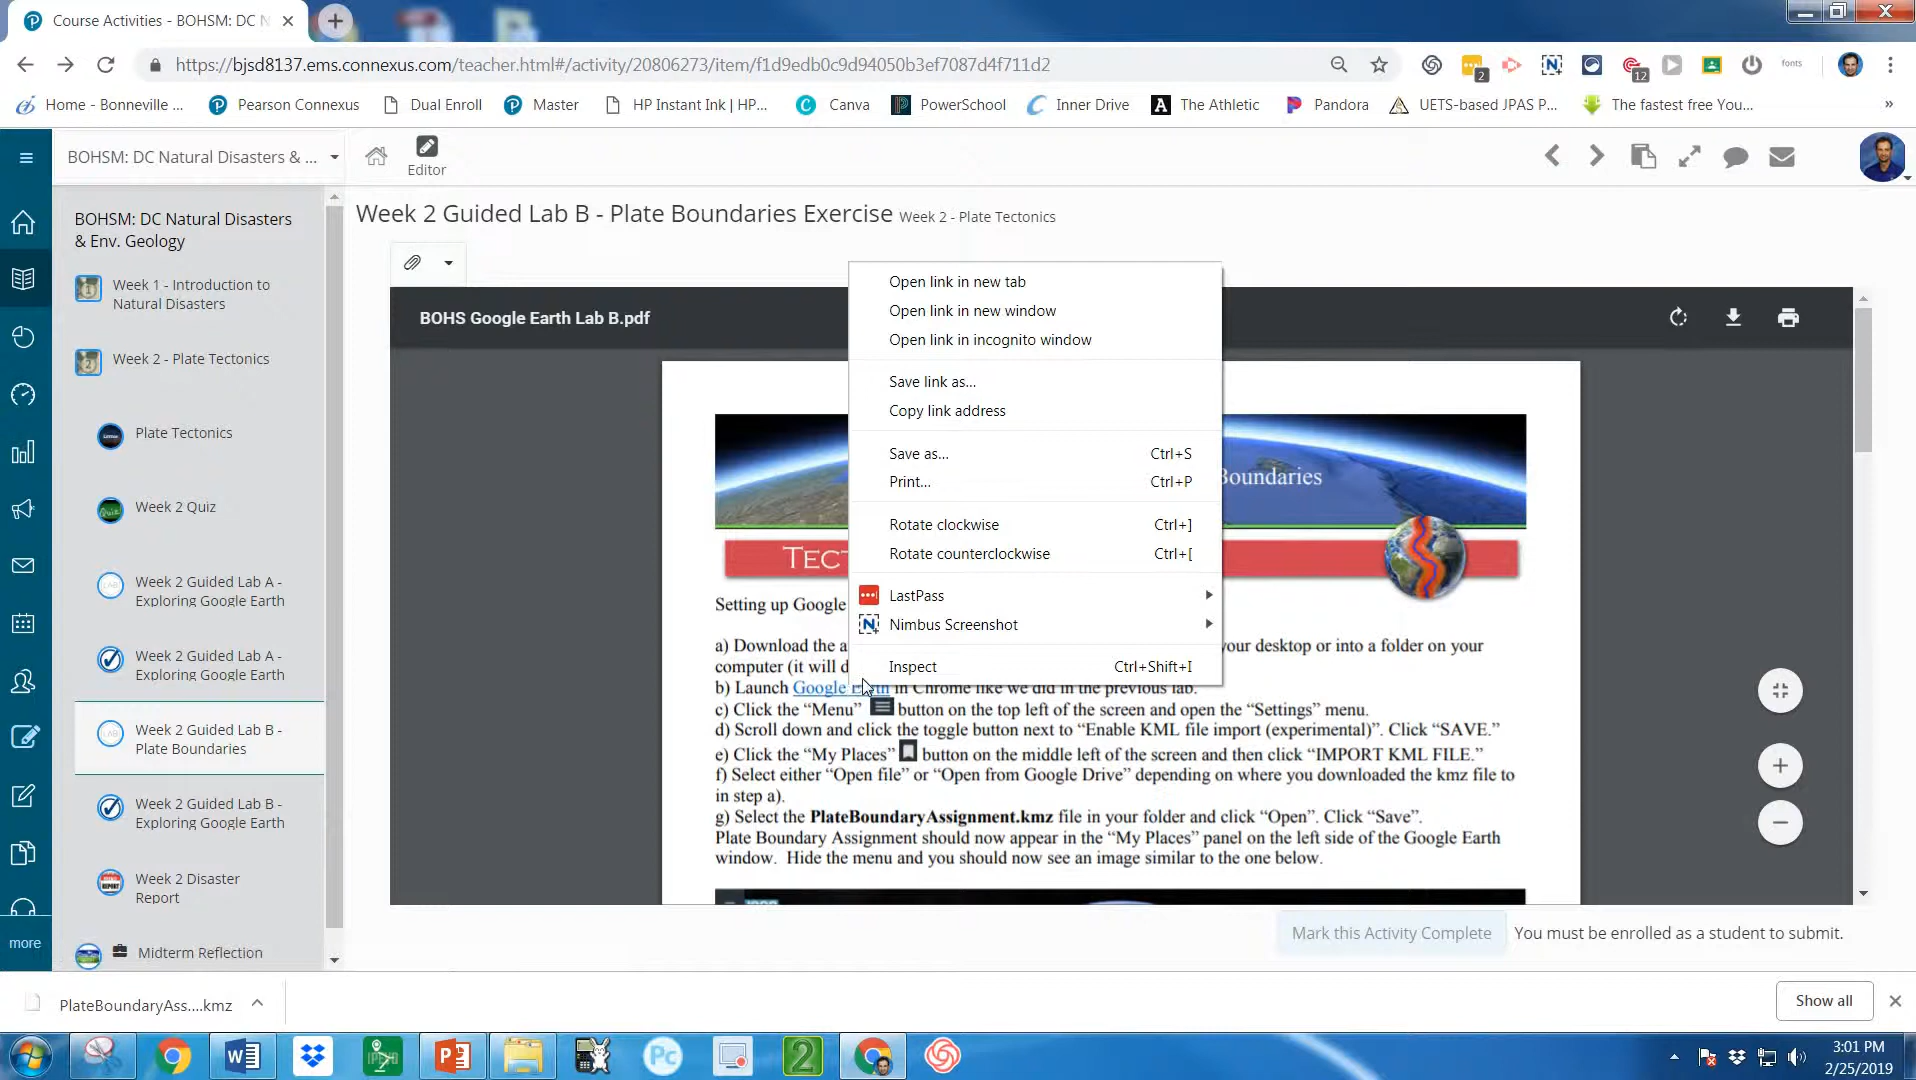 Course Activities - BOHSM: DC N
https://bjsd8137.ems.connexus.com/teacher.html#/activity/20806273/item/f1d9edb0c9d94050b3ef7087d4f711d2
2
12
fonts
Home - Bonneville ...
Pearson Connexus
Dual Enroll
Master
HP Instant Ink | HP...
Canva
PowerSchool
Inner Drive
The Athletic
Pandora
UETS-based JPAS P...
The fastest free You...
»
BOHSM: DC Natural Disasters & ...
Editor
BOHSM: DC Natural Disasters
& Env. Geology
Week 1 - Introduction to
Natural Disasters
Week 2 - Plate Tectonics
Plate Tectonics
Week 2 Quiz
Week 2 Guided Lab A -
Exploring Google Earth
Week 2 Guided Lab A -
Exploring Google Earth
Week 2 Guided Lab B -
Plate Boundaries
Week 2 Guided Lab B -
Exploring Google Earth
Week 2 Disaster
Report
Midterm Reflection
more
Week 2 Guided Lab B - Plate Boundaries Exercise Week 2 - Plate Tectonics
BOHS Google Earth Lab B.pdf
Open link in new tab
Open link in new window
Open link in incognito window
Save link as...
Copy link address
Save as... Ctrl+S
Print... Ctrl+P
Rotate clockwise Ctrl+]
Rotate counterclockwise Ctrl+[
LastPass
Nimbus Screenshot
Inspect Ctrl+Shift+I
Boundaries
TECT
Setting up Google
a) Download the a your desktop or into a folder on your
computer (it will d
b) Launch Google Earth in Chrome like we did in the previous lab.
c) Click the “Menu” button on the top left of the screen and open the “Settings” menu.
d) Scroll down and click the toggle button next to “Enable KML file import (experimental)”. Click “SAVE.”
e) Click the “My Places” button on the middle left of the screen and then click “IMPORT KML FILE.”
f) Select either “Open file” or “Open from Google Drive” depending on where you downloaded the kmz file to
in step a).
g) Select the PlateBoundaryAssignment.kmz file in your folder and click “Open”. Click “Save”.
Plate Boundary Assignment should now appear in the “My Places” panel on the left side of the Google Earth
window. Hide the menu and you should now see an image similar to the one below.
Mark this Activity Complete
You must be enrolled as a student to submit.
PlateBoundaryAss....kmz
Show all
3:01 PM
2/25/2019